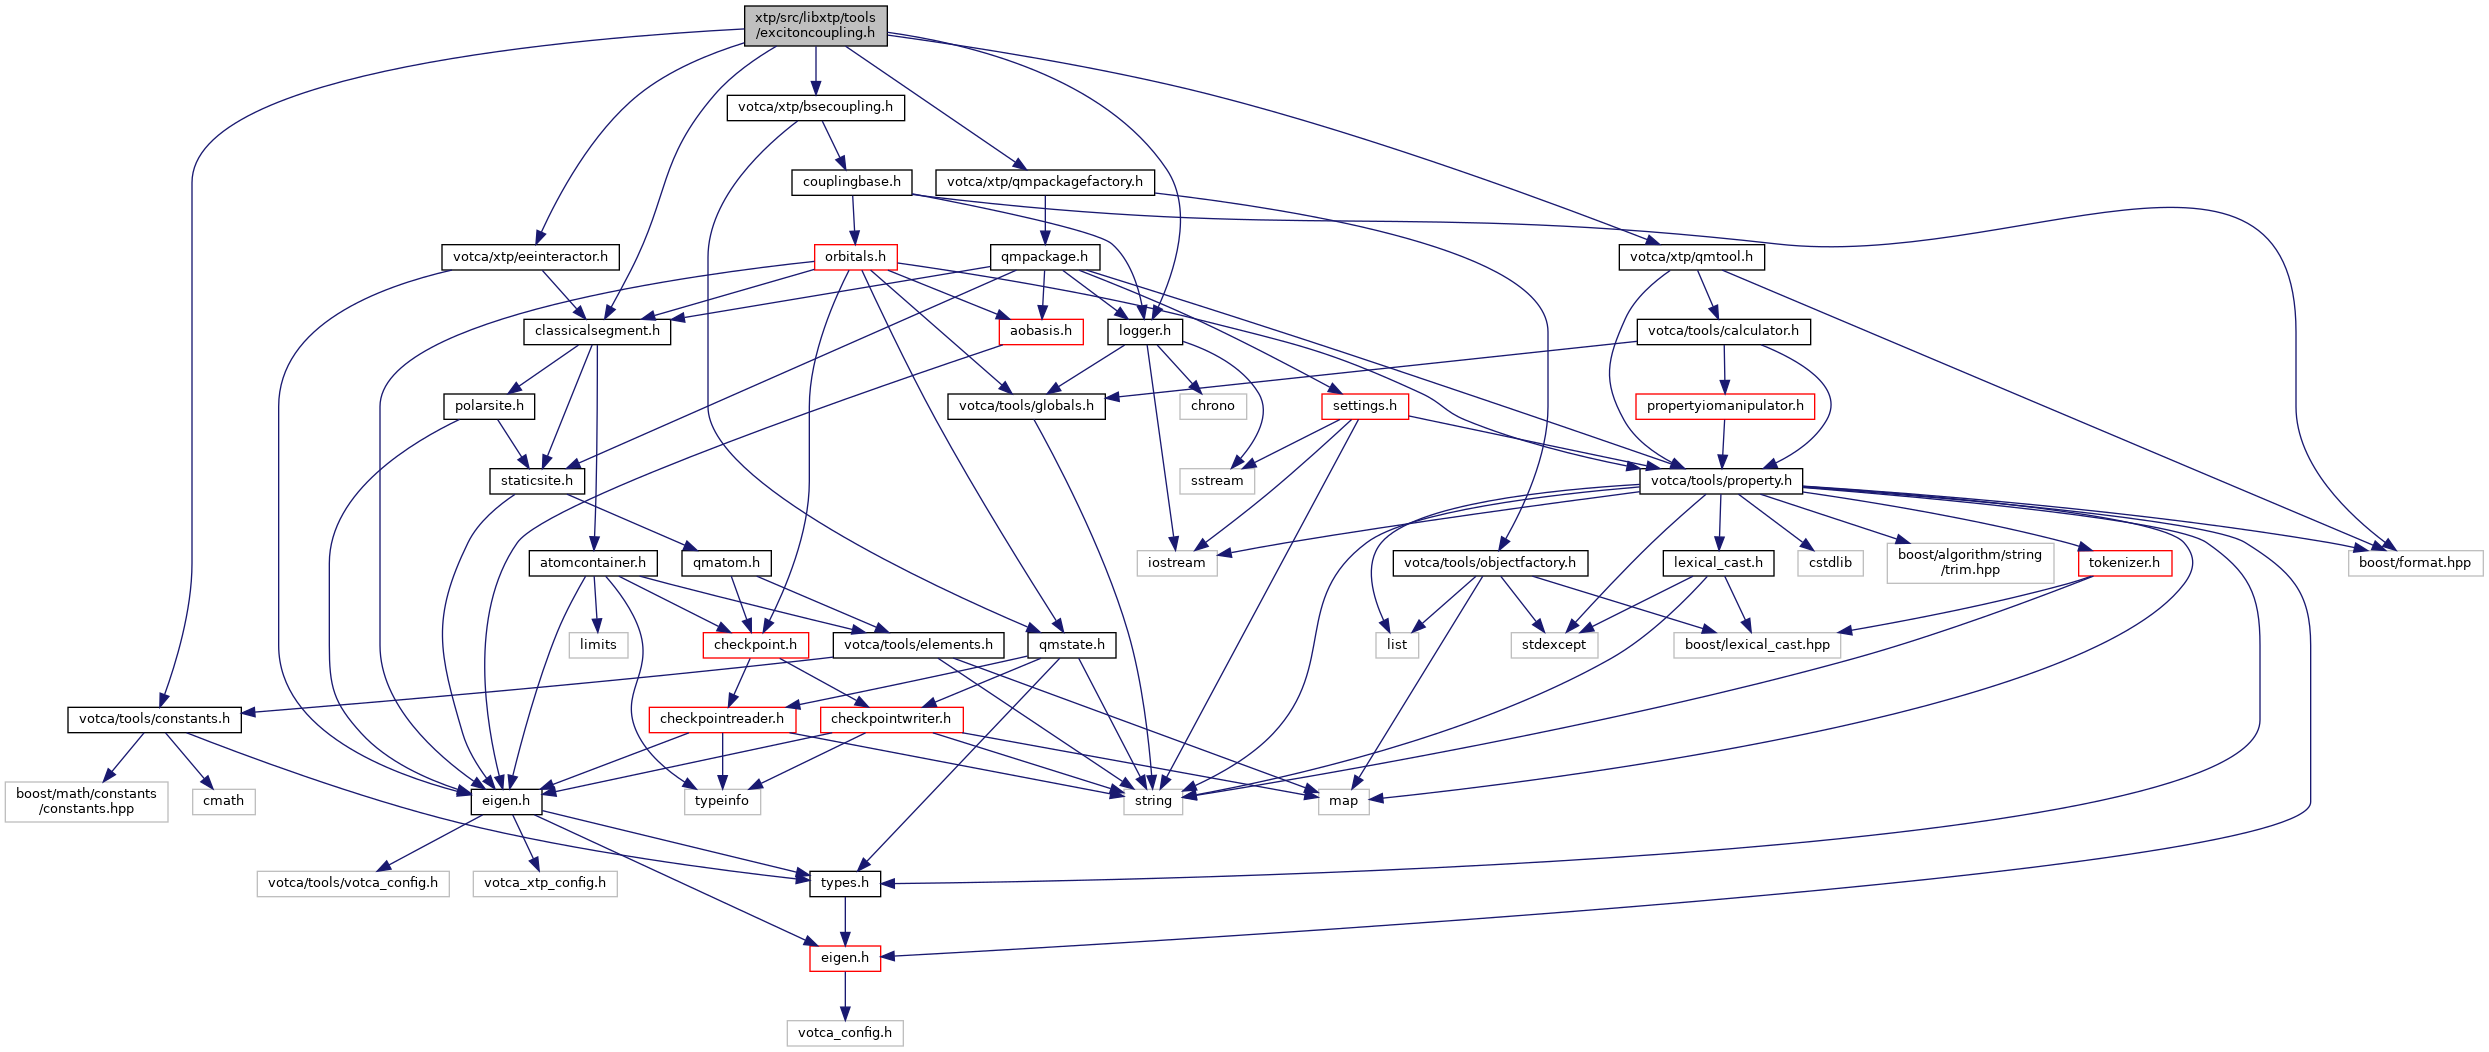 xtp/src/libxtp/tools
/excitoncoupling.h
votca/xtp/bsecoupling.h
couplingbase.h
votca/xtp/qmpackagefactory.h
votca/xtp/eeinteractor.h
orbitals.h
qmpackage.h
votca/xtp/qmtool.h
classicalsegment.h
aobasis.h
logger.h
votca/tools/calculator.h
polarsite.h
votca/tools/globals.h
chrono
settings.h
propertyiomanipulator.h
staticsite.h
sstream
votca/tools/property.h
atomcontainer.h
qmatom.h
iostream
votca/tools/objectfactory.h
lexical_cast.h
cstdlib
boost/algorithm/string
/trim.hpp
tokenizer.h
boost/format.hpp
limits
checkpoint.h
votca/tools/elements.h
qmstate.h
list
stdexcept
boost/lexical_cast.hpp
votca/tools/constants.h
checkpointreader.h
checkpointwriter.h
boost/math/constants
/constants.hpp
cmath
eigen.h
typeinfo
string
map
votca/tools/votca_config.h
votca_xtp_config.h
types.h
eigen.h
votca_config.h